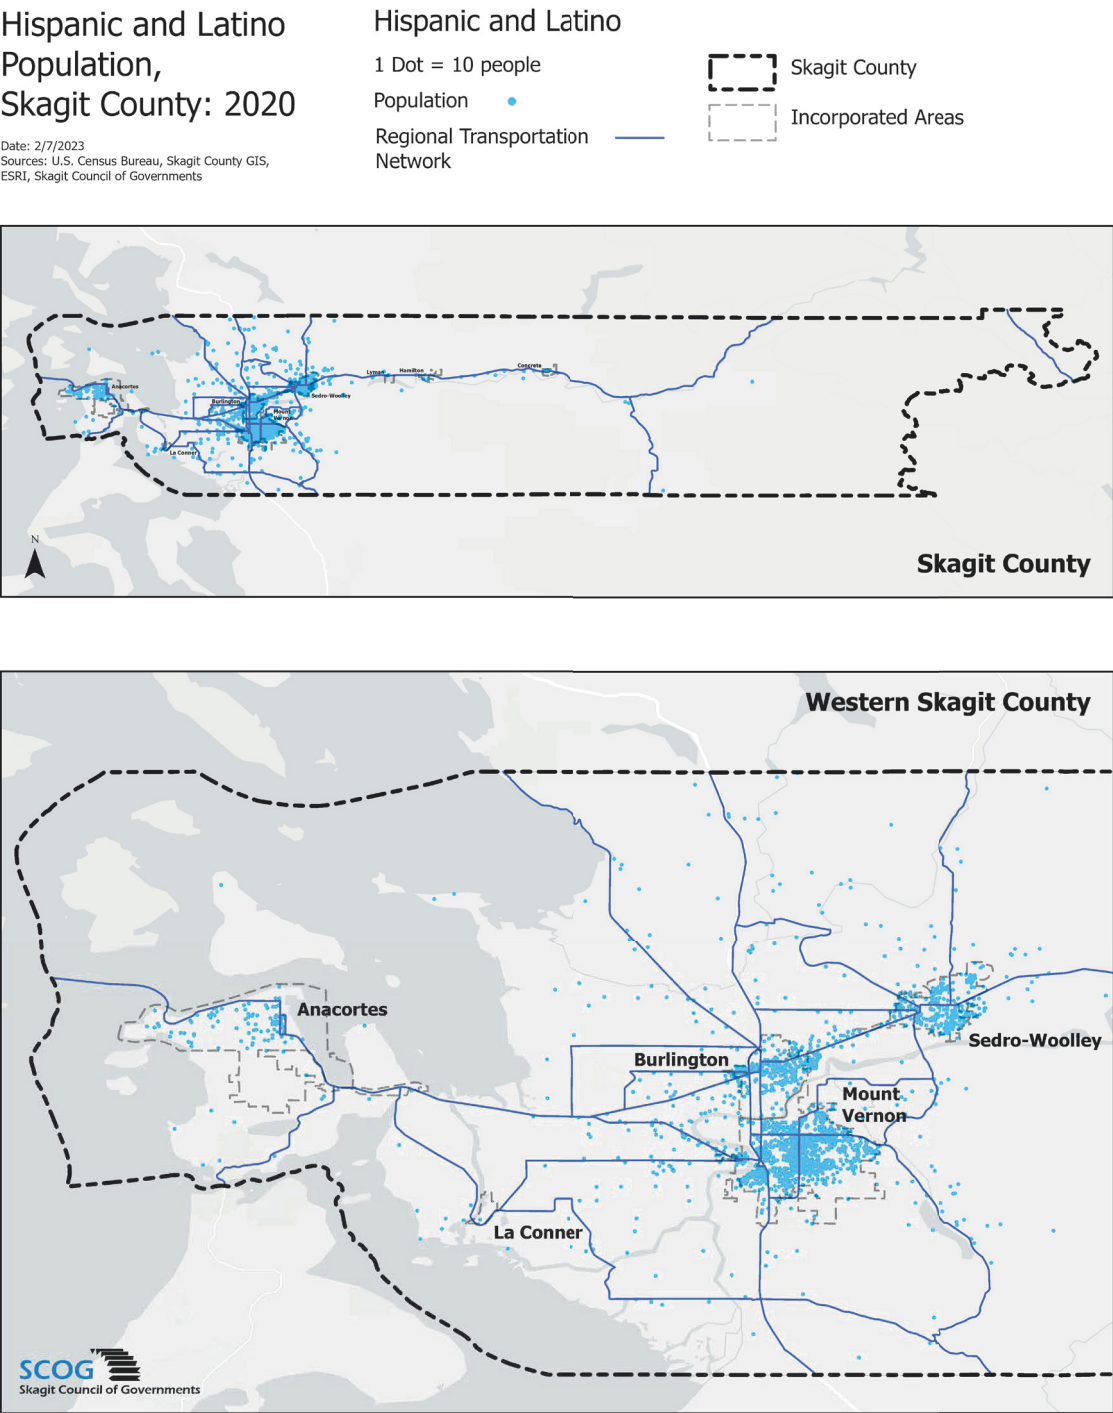 Hispanic and Latino
Population,
Skagit County: 2020
Date: 2/7/2023
Sources: U.S. Census Bureau, Skagit County GIS,
ESRI, Skagit Council of Governments
Hispanic and Latino
1 Dot = 10 people
Population
Regional Transportation
Network
Skagit County
Incorporated Areas
Anacortes
Burlington
Mount
Vernon
La Conner
Sedro-Woolley
Lyman
Hamilton
Concrete
N
Skagit County
Western Skagit County
Anacortes
Burlington
Sedro-Woolley
Mount
Vernon
La Conner
SCOG
Skagit Council of Governments